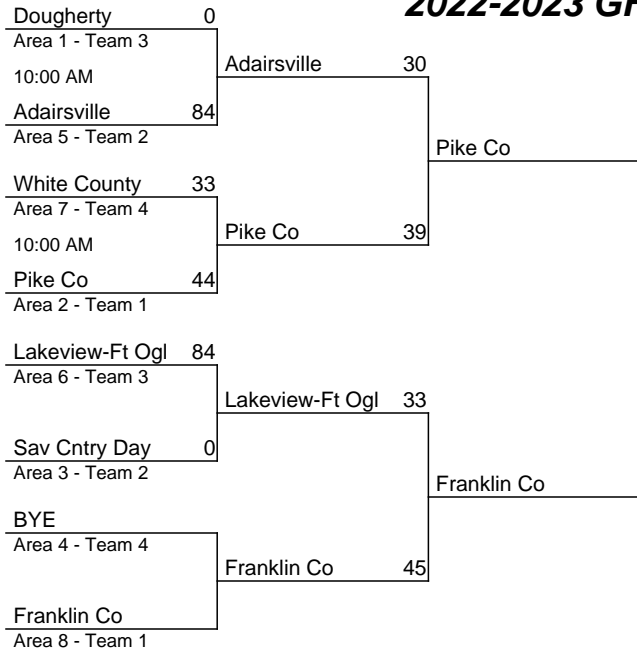 2022-2023 GH
Dougherty 0
Area 1 - Team 3
10:00 AM
Adairsville 84
Area 5 - Team 2
Adairsville 30
White County 33
Area 7 - Team 4
10:00 AM
Pike Co 44
Area 2 - Team 1
Pike Co 39
Pike Co
Lakeview-Ft Ogl 84
Area 6 - Team 3
Sav Cntry Day 0
Area 3 - Team 2
Lakeview-Ft Ogl 33
BYE
Area 4 - Team 4
Franklin Co
Area 8 - Team 1
Franklin Co 45
Franklin Co